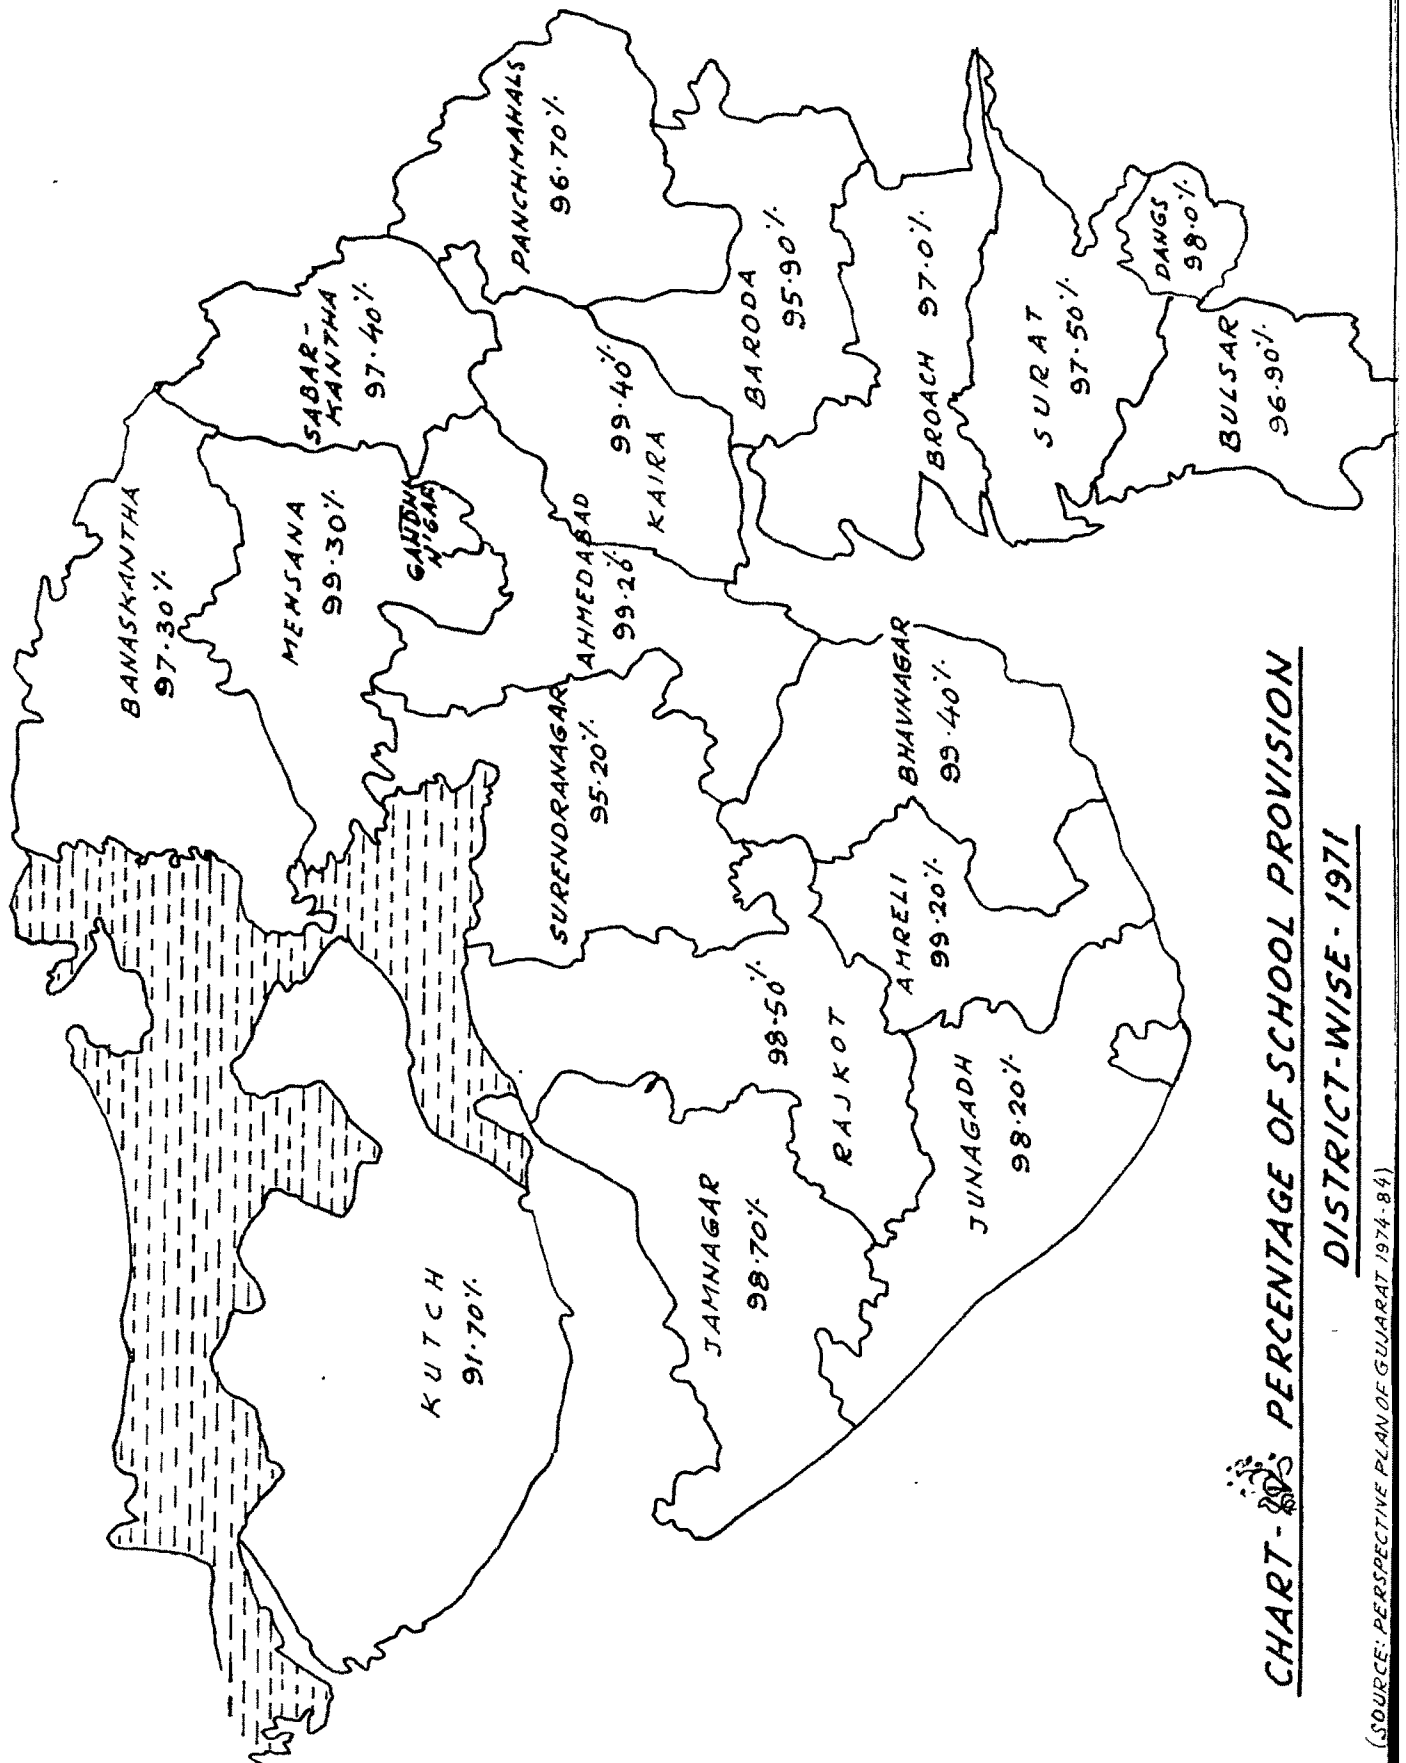 BANASKANTHA
97.30%
MEHSANA
99.30%
SABAR-
KANTHA
97.40%
GANDHI
N'GAR
PANCHMAHALS
96.70%
AHMEDABAD
99.20%
99.40%
KAIRA
KUTCH
91.70%
SURENDRANAGAR
95.20%
BARODA
95.90%
JAMNAGAR
98.70%
98.50%
RAJKOT
BHAVNAGAR
99.40%
AMRELI
99.20%
BROACH 97.0%
JUNAGADH
98.20%
SURAT
97.50%
DANGS
98.0%
BULSAR
96.90%
CHART- : PERCENTAGE OF SCHOOL PROVISION
DISTRICT-WISE - 1971
(SOURCE: PERSPECTIVE PLAN OF GUJARAT 1974-84)